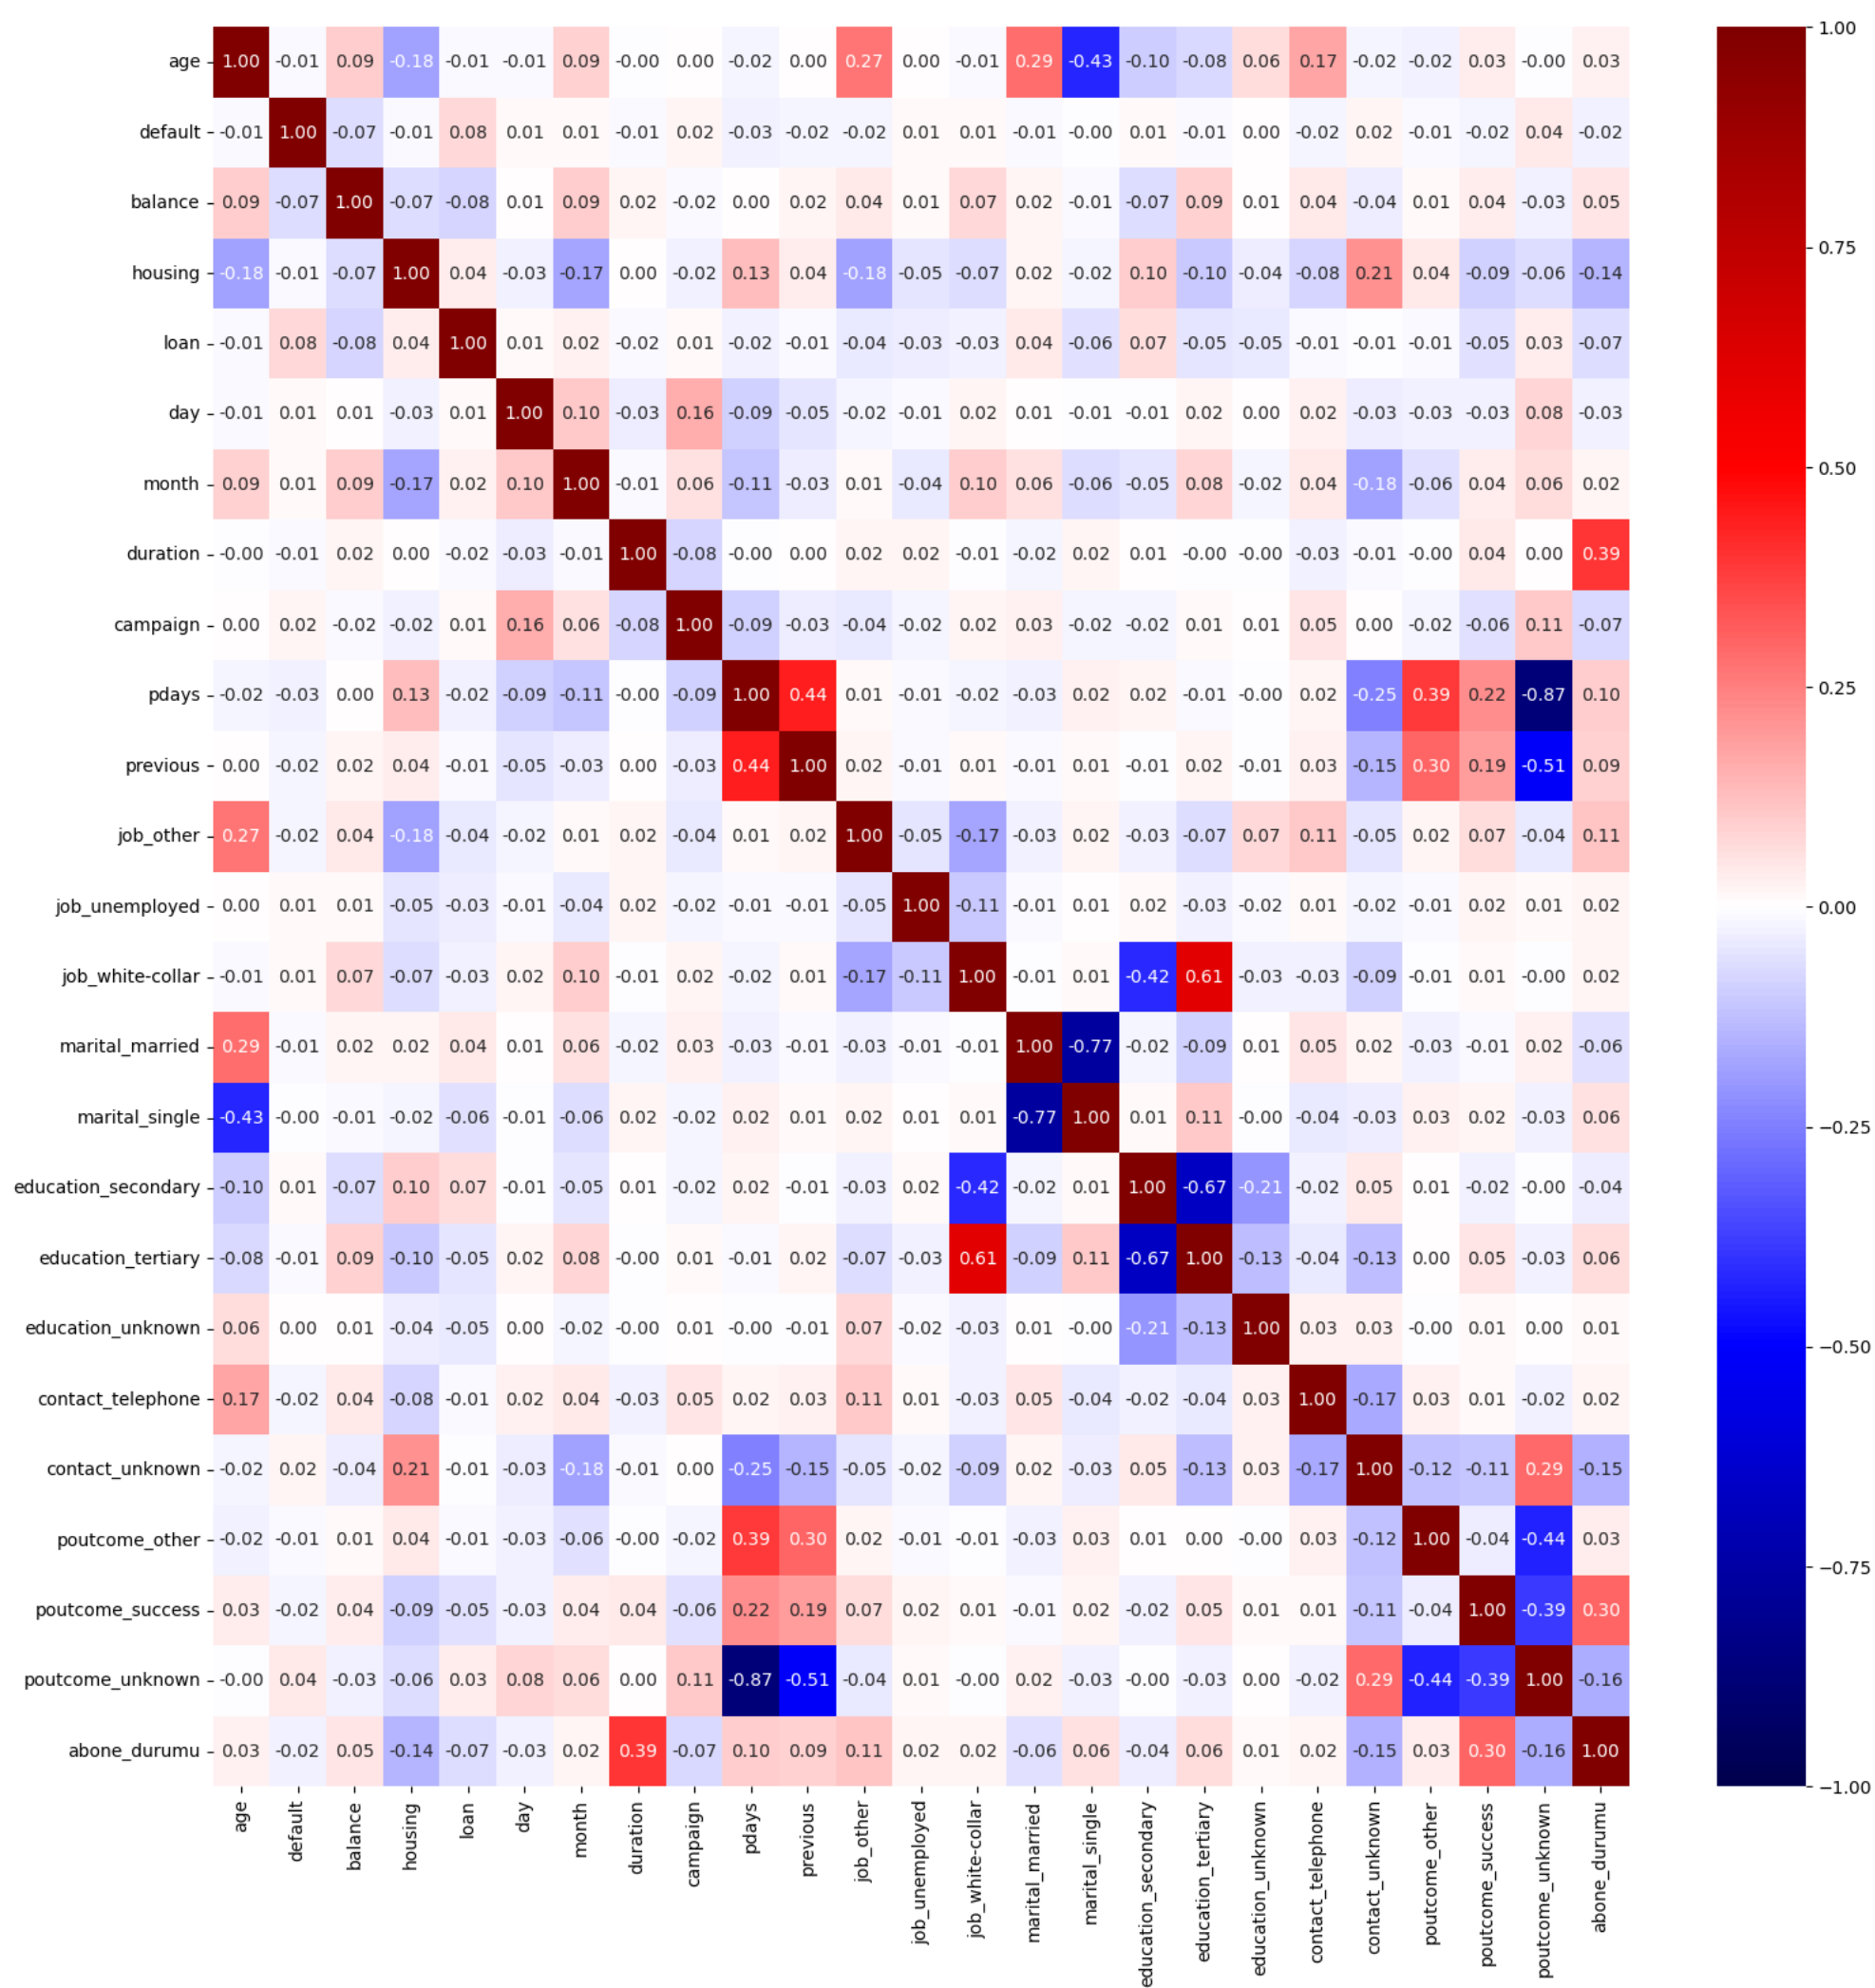 age 1.00 -0.01 0.09 -0.18 -0.01 -0.01 0.09 -0.00 0.00 -0.02 0.00 0.27 0.00 -0.01 0.29 -0.43 -0.10 -0.08 0.06 0.17 -0.02 -0.02 0.03 -0.00 0.03
default -0.01 1.00 -0.07 -0.01 0.08 0.01 0.01 -0.01 0.02 -0.03 -0.02 -0.02 0.01 0.01 -0.01 -0.00 0.01 -0.01 0.00 -0.02 0.02 -0.01 -0.02 0.04 -0.02
balance 0.09 -0.07 1.00 -0.07 -0.08 0.01 0.09 0.02 -0.02 0.00 0.02 0.04 0.01 0.07 0.02 -0.01 -0.07 0.09 0.01 0.04 -0.04 0.01 0.04 -0.03 0.05
housing -0.18 -0.01 -0.07 1.00 0.04 -0.03 -0.17 0.00 -0.02 0.13 0.04 -0.18 -0.05 -0.07 0.02 -0.02 0.10 -0.10 -0.04 -0.08 0.21 0.04 -0.09 -0.06 -0.14
loan -0.01 0.08 -0.08 0.04 1.00 0.01 0.02 -0.02 0.01 -0.02 -0.01 -0.04 -0.03 -0.03 0.04 -0.06 0.07 -0.05 -0.05 -0.01 -0.01 -0.01 -0.05 0.03 -0.07
day -0.01 0.01 0.01 -0.03 0.01 1.00 0.10 -0.03 0.16 -0.09 -0.05 -0.02 -0.01 0.02 0.01 -0.01 -0.01 0.02 0.00 0.02 -0.03 -0.03 -0.03 0.08 -0.03
month 0.09 0.01 0.09 -0.17 0.02 0.10 1.00 -0.01 0.06 -0.11 -0.03 0.01 -0.04 0.10 0.06 -0.06 -0.05 0.08 -0.02 0.04 -0.18 -0.06 0.04 0.06 0.02
duration -0.00 -0.01 0.02 0.00 -0.02 -0.03 -0.01 1.00 -0.08 -0.00 0.00 0.02 0.02 -0.01 -0.02 0.02 0.01 -0.00 -0.00 -0.03 -0.01 -0.00 0.04 0.00 0.39
campaign 0.00 0.02 -0.02 -0.02 0.01 0.16 0.06 -0.08 1.00 -0.09 -0.03 -0.04 -0.02 0.02 0.03 -0.02 -0.02 0.01 0.01 0.05 0.00 -0.02 -0.06 0.11 -0.07
pdays -0.02 -0.03 0.00 0.13 -0.02 -0.09 -0.11 -0.00 -0.09 1.00 0.44 0.01 -0.01 -0.02 -0.03 0.02 0.02 -0.01 -0.00 0.02 -0.25 0.39 0.22 -0.87 0.10
previous 0.00 -0.02 0.02 0.04 -0.01 -0.05 -0.03 0.00 -0.03 0.44 1.00 0.02 -0.01 0.01 -0.01 0.01 -0.01 0.02 -0.01 0.03 -0.15 0.30 0.19 -0.51 0.09
job_other 0.27 -0.02 0.04 -0.18 -0.04 -0.02 0.01 0.02 -0.04 0.01 0.02 1.00 -0.05 -0.17 -0.03 0.02 -0.03 -0.07 0.07 0.11 -0.05 0.02 0.07 -0.04 0.11
job_unemployed 0.00 0.01 0.01 -0.05 -0.03 -0.01 -0.04 0.02 -0.02 -0.01 -0.01 -0.05 1.00 -0.11 -0.01 0.01 0.02 -0.03 -0.02 0.01 -0.02 -0.01 0.02 0.01 0.02
job_white-collar -0.01 0.01 0.07 -0.07 -0.03 0.02 0.10 -0.01 0.02 -0.02 0.01 -0.17 -0.11 1.00 -0.01 0.01 -0.42 0.61 -0.03 -0.03 -0.09 -0.01 0.01 -0.00 0.02
marital_married 0.29 -0.01 0.02 0.02 0.04 0.01 0.06 -0.02 0.03 -0.03 -0.01 -0.03 -0.01 -0.01 1.00 -0.77 -0.02 -0.09 0.01 0.05 0.02 -0.03 -0.01 0.02 -0.06
marital_single -0.43 -0.00 -0.01 -0.02 -0.06 -0.01 -0.06 0.02 -0.02 0.02 0.01 0.02 0.01 0.01 -0.77 1.00 0.01 0.11 -0.00 -0.04 -0.03 0.03 0.02 -0.03 0.06
education_secondary -0.10 0.01 -0.07 0.10 0.07 -0.01 -0.05 0.01 -0.02 0.02 -0.01 -0.03 0.02 -0.42 -0.02 0.01 1.00 -0.67 -0.21 -0.02 0.05 0.01 -0.02 -0.00 -0.04
education_tertiary -0.08 -0.01 0.09 -0.10 -0.05 0.02 0.08 -0.00 0.01 -0.01 0.02 -0.07 -0.03 0.61 -0.09 0.11 -0.67 1.00 -0.13 -0.04 -0.13 0.00 0.05 -0.03 0.06
education_unknown 0.06 0.00 0.01 -0.04 -0.05 0.00 -0.02 -0.00 0.01 -0.00 -0.01 0.07 -0.02 -0.03 0.01 -0.00 -0.21 -0.13 1.00 0.03 0.03 -0.00 0.01 0.00 0.01
contact_telephone 0.17 -0.02 0.04 -0.08 -0.01 0.02 0.04 -0.03 0.05 0.02 0.03 0.11 0.01 -0.03 0.05 -0.04 -0.02 -0.04 0.03 1.00 -0.17 0.03 0.01 -0.02 0.02
contact_unknown -0.02 0.02 -0.04 0.21 -0.01 -0.03 -0.18 -0.01 0.00 -0.25 -0.15 -0.05 -0.02 -0.09 0.02 -0.03 0.05 -0.13 0.03 -0.17 1.00 -0.12 -0.11 0.29 -0.15
poutcome_other -0.02 -0.01 0.01 0.04 -0.01 -0.03 -0.06 -0.00 -0.02 0.39 0.30 0.02 -0.01 -0.01 -0.03 0.03 0.01 0.00 -0.00 0.03 -0.12 1.00 -0.04 -0.44 0.03
poutcome_success 0.03 -0.02 0.04 -0.09 -0.05 -0.03 0.04 0.04 -0.06 0.22 0.19 0.07 0.02 0.01 -0.01 0.02 -0.02 0.05 0.01 0.01 -0.11 -0.04 1.00 -0.39 0.30
poutcome_unknown -0.00 0.04 -0.03 -0.06 0.03 0.08 0.06 0.00 0.11 -0.87 -0.51 -0.04 0.01 -0.00 0.02 -0.03 -0.00 -0.03 0.00 -0.02 0.29 -0.44 -0.39 1.00 -0.16
abone_durumu 0.03 -0.02 0.05 -0.14 -0.07 -0.03 0.02 0.39 -0.07 0.10 0.09 0.11 0.02 0.02 -0.06 0.06 -0.04 0.06 0.01 0.02 -0.15 0.03 0.30 -0.16 1.00
age
default
balance
housing
loan
day
month
duration
campaign
pdays
previous
job_other
job_unemployed
job_white-collar
marital_married
marital_single
education_secondary
education_tertiary
education_unknown
contact_telephone
contact_unknown
poutcome_other
poutcome_success
poutcome_unknown
abone_durumu
1.00
0.75
0.50
0.25
0.00
−0.25
−0.50
−0.75
−1.00